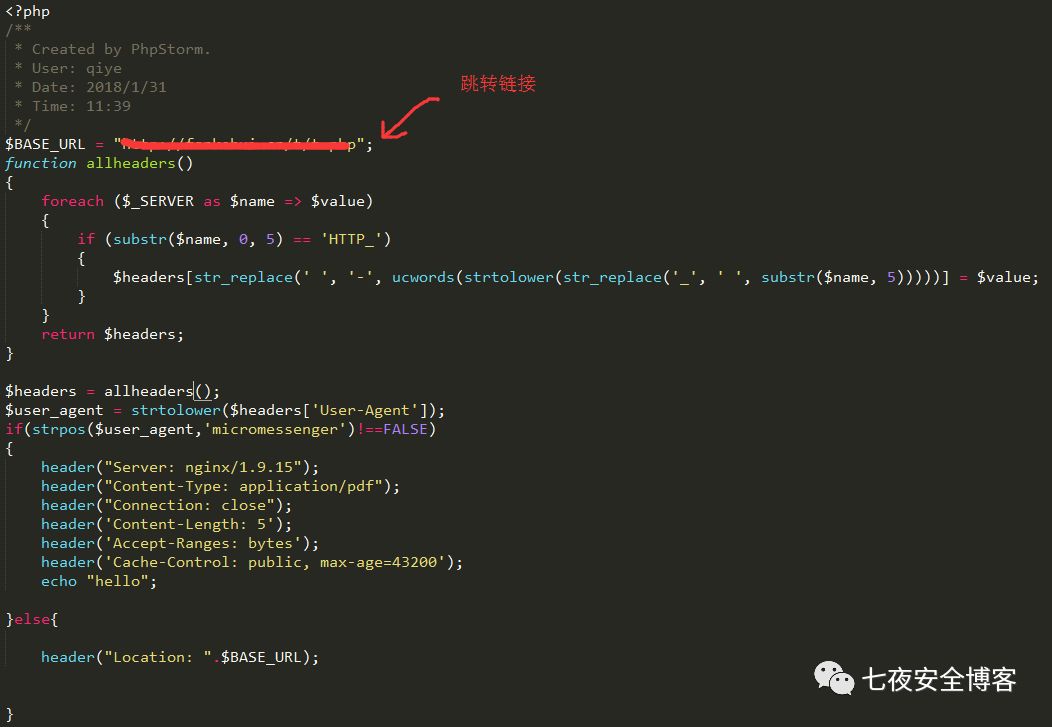 <?php
/**
 * Created by PhpStorm.
 * User: qiye
 * Date: 2018/1/31
 * Time: 11:39
 */
跳转链接
$BASE_URL = "";
function allheaders()
{
    foreach ($_SERVER as $name => $value)
    {
        if (substr($name, 0, 5) == 'HTTP_')
        {
            $headers[str_replace(' ', '-', ucwords(strtolower(str_replace('_', ' ', substr($name, 5)))))] = $value;
        }
    }
    return $headers;
}
$headers = allheaders();
$user_agent = strtolower($headers['User-Agent']);
if(strpos($user_agent,'micromessenger')!==FALSE)
{
    header("Server: nginx/1.9.15");
    header("Content-Type: application/pdf");
    header("Connection: close");
    header('Content-Length: 5');
    header('Accept-Ranges: bytes');
    header('Cache-Control: public, max-age=43200');
    echo "hello";
}else{
    header("Location: ".$BASE_URL);
七夜安全博客
}